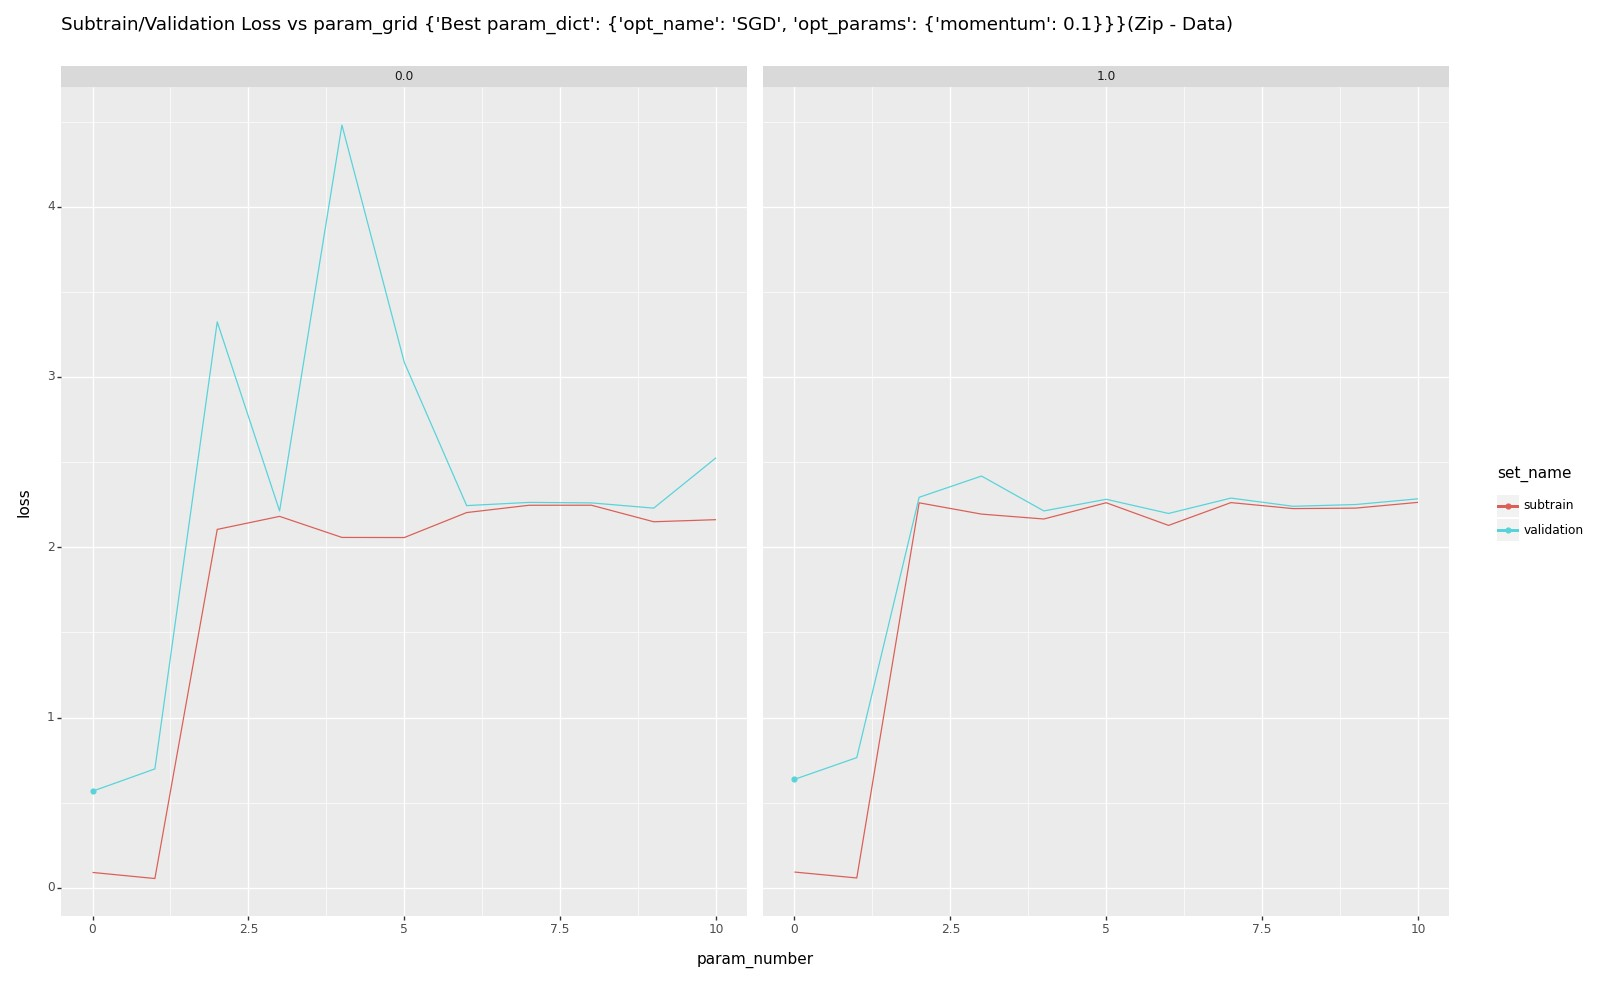 Subtrain/Validation Loss vs param_grid {'Best param_dict': {'opt_name': 'SGD', 'opt_params': {'momentum': 0.1}}}(Zip - Data)
0.0
1.0
4
3
2
1
0
loss
0
2.5
5
7.5
10
0
2.5
5
7.5
10
param_number
set_name
subtrain
validation